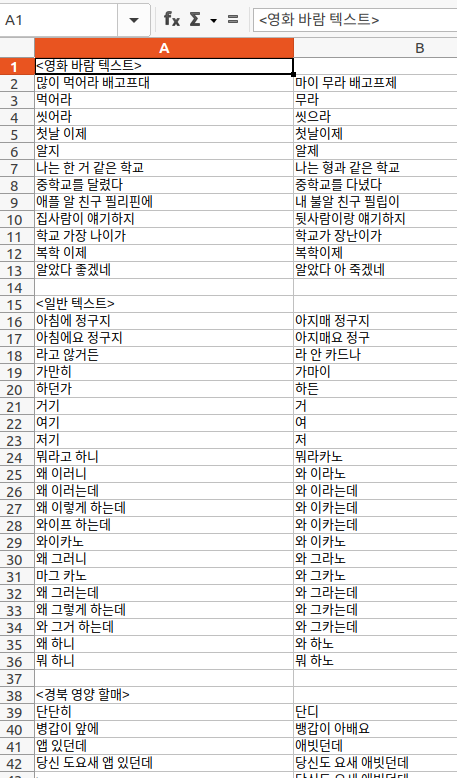 A1 fx Σ = <영화 바람 텍스트>
A B
1 <영화 바람 텍스트>
2 많이 먹어라 배고프대 마이 무라 배고프제
3 먹어라 무라
4 씻어라 씻으라
5 첫날 이제 첫날이제
6 알지 알제
7 나는 한 거 같은 학교 나는 형과 같은 학교
8 중학교를 달렸다 중학교를 다녔다
9 애플 알 친구 필리핀에 내 불알 친구 필립이
10 집사람이 얘기하지 뒷사람이랑 얘기하지
11 학교 가장 나이가 학교가 장난이가
12 복학 이제 복학이제
13 알았다 좋겠네 알았다 아 죽겠네
14
15 <일반 텍스트>
16 아침에 정구지 아지매 정구지
17 아침에요 정구지 아지매요 정구
18 라고 않거든 라 안 카드나
19 가만히 가마이
20 하던가 하든
21 거기 거
22 여기 여
23 저기 저
24 뭐라고 하니 뭐라카노
25 왜 이러니 와 이라노
26 왜 이러는데 와 이라는데
27 왜 이렇게 하는데 와 이카는데
28 와이프 하는데 와 이카는데
29 와이카노 와 이카노
30 왜 그러니 와 그라노
31 마그 카노 와 그카노
32 왜 그러는데 와 그라는데
33 왜 그렇게 하는데 와 그카는데
34 와 그거 하는데 와 그카는데
35 왜 하니 와 하노
36 뭐 하니 뭐 하노
37
38 <경북 영양 할매>
39 단단히 단디
40 병갑이 앞에 뱅갑이 아배요
41 앱 있던데 애빗던데
42 당신 도요새 앱 있던데 당신도 요새 애빗던데